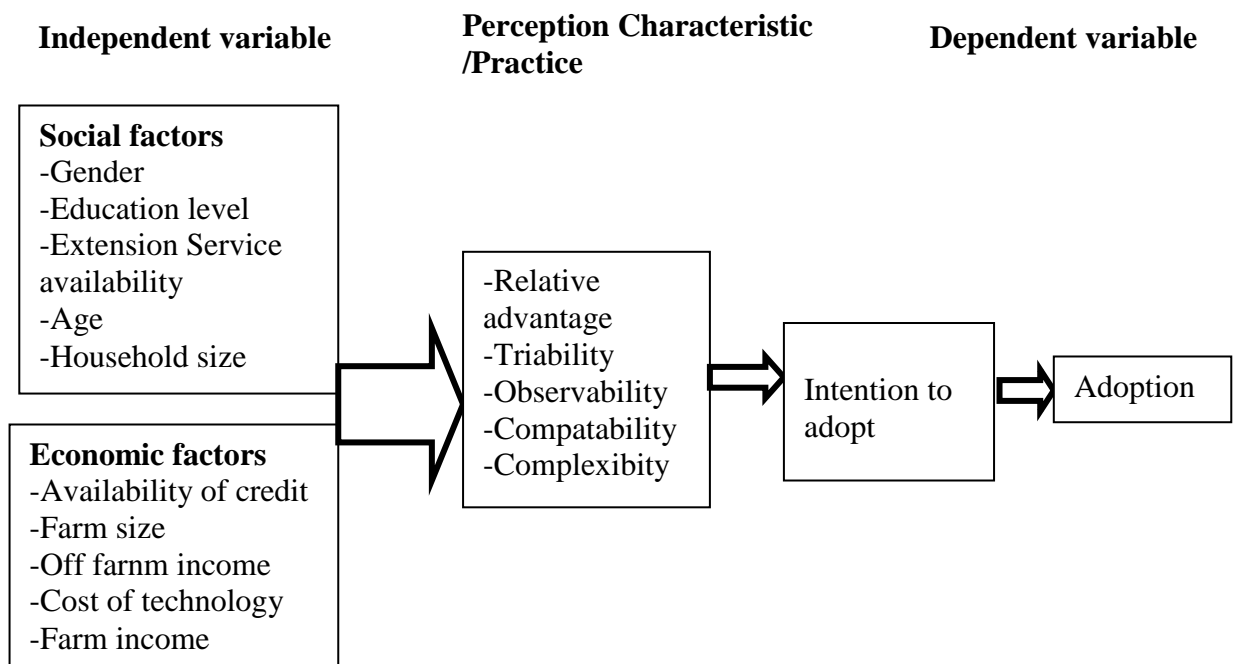 Independent variable
Perception Characteristic
/Practice
Dependent variable
Social factors
-Gender
-Education level
-Extension Service
availability
-Age
-Household size
Economic factors
-Availability of credit
-Farm size
-Off farnm income
-Cost of technology
-Farm income
-Relative
advantage
-Triability
-Observability
-Compatability
-Complexibity
Intention to
adopt
Adoption